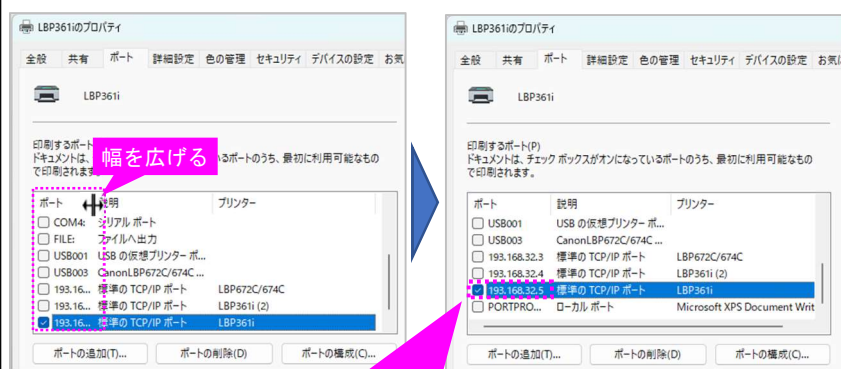 LBP361iのプロパティ
全般 共有 ポート 詳細設定 色の管理 セキュリティ デバイスの設定 お気
LBP361i
印刷するポート
ドキュメントは、
いるポートのうち、最初に利用可能なもの
で印刷されます
幅を広げる
ポート 説明 プリンター
COM4: シリアル ポート
FILE: ファイルへ出力
USB001 USB の仮想プリンター ポ...
USB003 CanonLBP672C/674C ...
193.16... 標準の TCP/IP ポート LBP672C/674C
193.16... 標準の TCP/IP ポート LBP361i (2)
193.16... 標準の TCP/IP ポート LBP361i
ポートの追加(T)... ポートの削除(D) ポートの構成(C)...
LBP361iのプロパティ
全般 共有 ポート 詳細設定 色の管理 セキュリティ デバイスの設定 お気に
LBP361i
印刷するポート(P)
ドキュメントは、チェック ボックスがオンになっているポートのうち、最初に利用可能なもの
で印刷されます。
ポート 説明 プリンター
USB001 USB の仮想プリンター ポ...
USB003 CanonLBP672C/674C ...
193.168.32.3 標準の TCP/IP ポート LBP672C/674C
193.168.32.4 標準の TCP/IP ポート LBP361i (2)
193.168.32.5 標準の TCP/IP ポート LBP361i
PORTPRO... ローカル ポート Microsoft XPS Document Writ
ポートの追加(T)... ポートの削除(D) ポートの構成(C)...